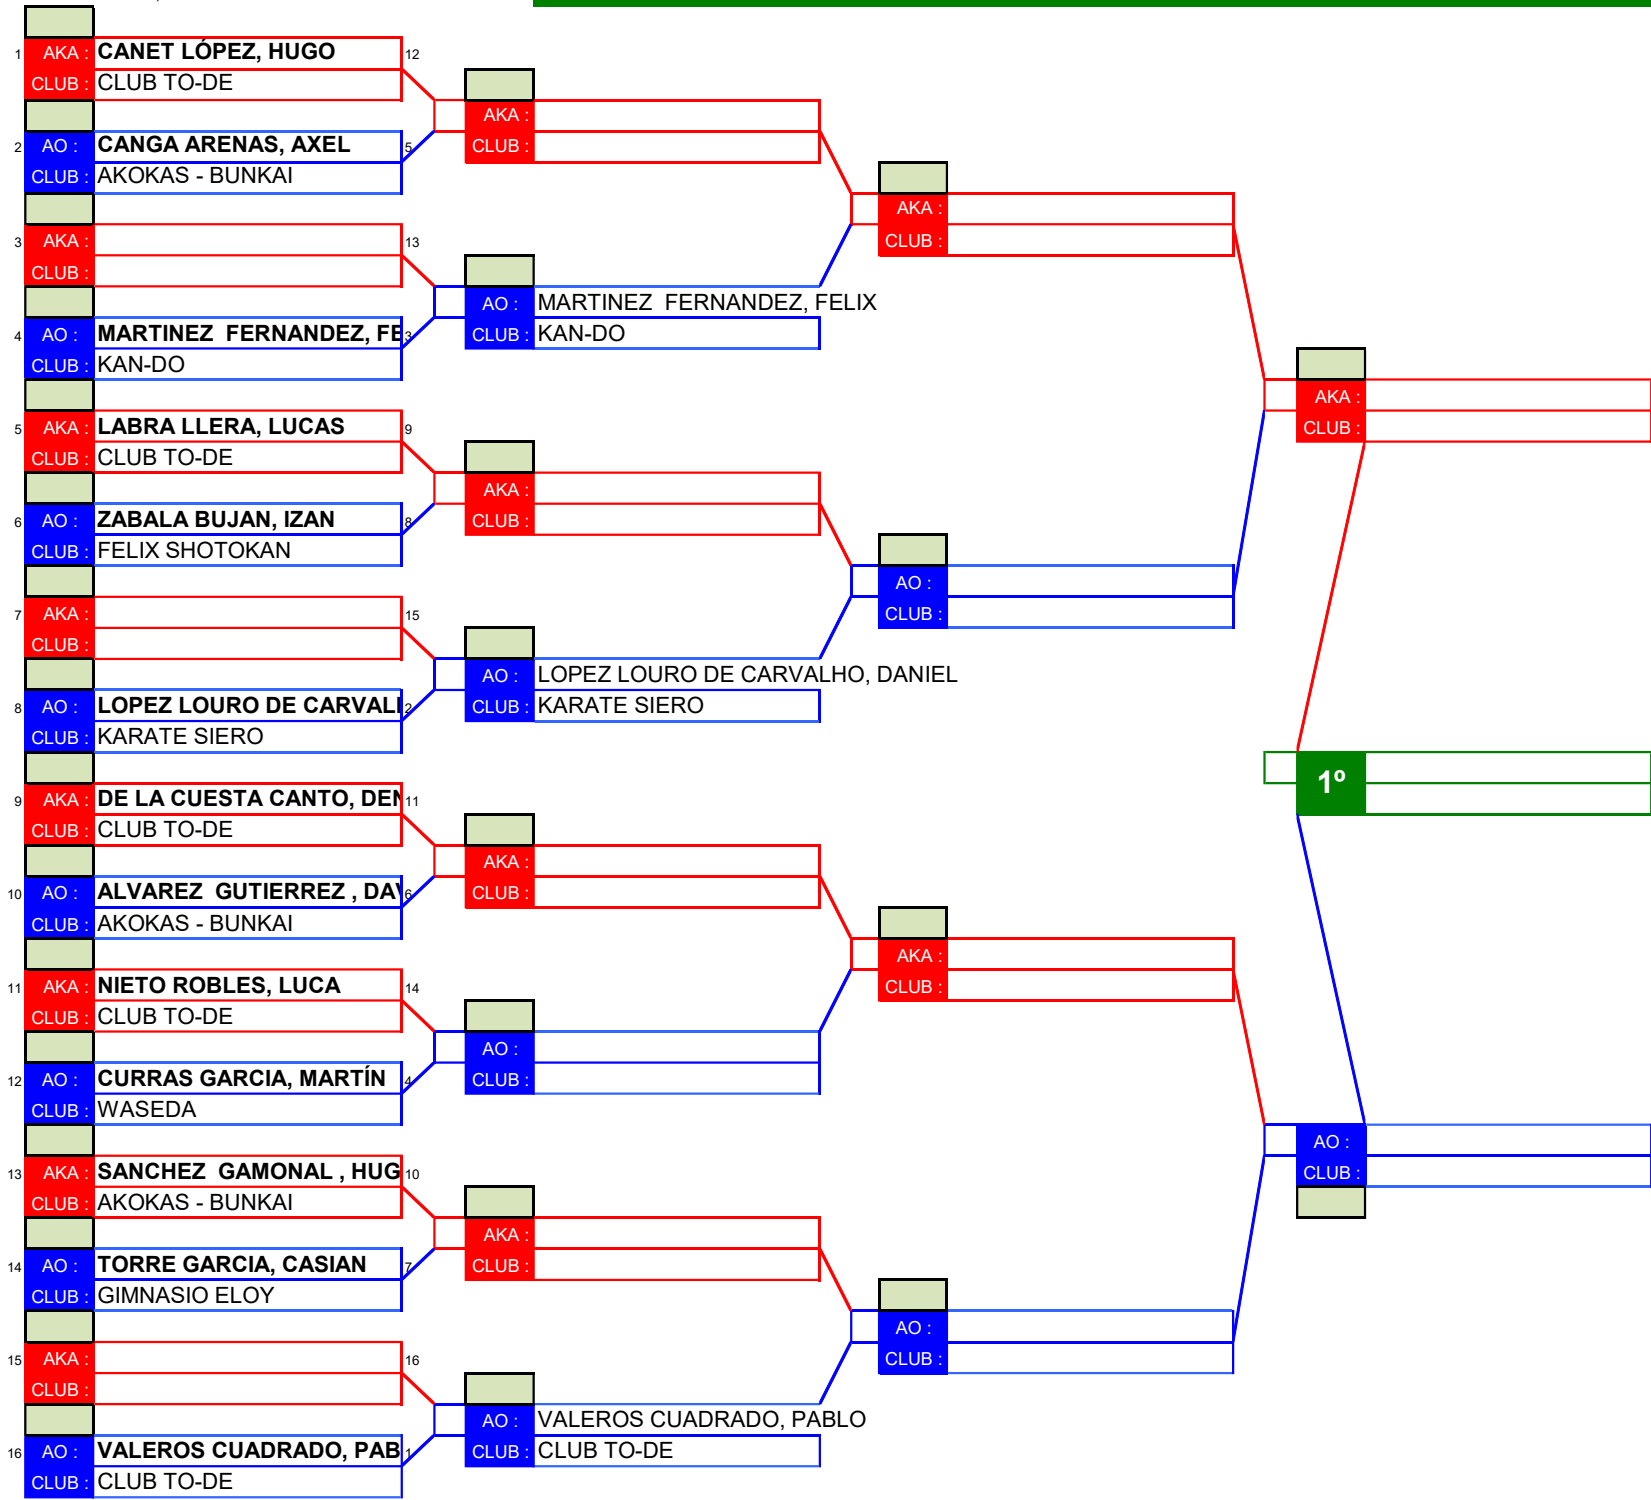 1 AKA : CANET LÓPEZ, HUGO 12
CLUB : CLUB TO-DE
AKA :
2 AO : CANGA ARENAS, AXEL 5
CLUB :
CLUB : AKOKAS - BUNKAI
AKA :
3 AKA : 13
CLUB :
CLUB :
AO : MARTINEZ FERNANDEZ, FELIX
4 AO : MARTINEZ FERNANDEZ, FE 3
CLUB : KAN-DO
CLUB : KAN-DO
AKA :
5 AKA : LABRA LLERA, LUCAS 9
CLUB :
CLUB : CLUB TO-DE
AKA :
6 AO : ZABALA BUJAN, IZAN 8
CLUB :
CLUB : FELIX SHOTOKAN
AO :
7 AKA : 15
CLUB :
CLUB :
AO : LOPEZ LOURO DE CARVALHO, DANIEL
8 AO : LOPEZ LOURO DE CARVAL 2
CLUB : KARATE SIERO
CLUB : KARATE SIERO
1º
9 AKA : DE LA CUESTA CANTO, DEN 11
CLUB : CLUB TO-DE
AKA :
10 AO : ALVAREZ GUTIERREZ , DAV 6
CLUB :
CLUB : AKOKAS - BUNKAI
AKA :
11 AKA : NIETO ROBLES, LUCA 14
CLUB :
CLUB : CLUB TO-DE
AO :
12 AO : CURRAS GARCIA, MARTÍN 4
CLUB :
CLUB : WASEDA
AO :
13 AKA : SANCHEZ GAMONAL , HUG 10
CLUB :
CLUB : AKOKAS - BUNKAI
AKA :
14 AO : TORRE GARCIA, CASIAN 7
CLUB :
CLUB : GIMNASIO ELOY
AO :
15 AKA : 16
CLUB :
CLUB :
AO : VALEROS CUADRADO, PABLO
16 AO : VALEROS CUADRADO, PAB 1
CLUB : CLUB TO-DE
CLUB : CLUB TO-DE